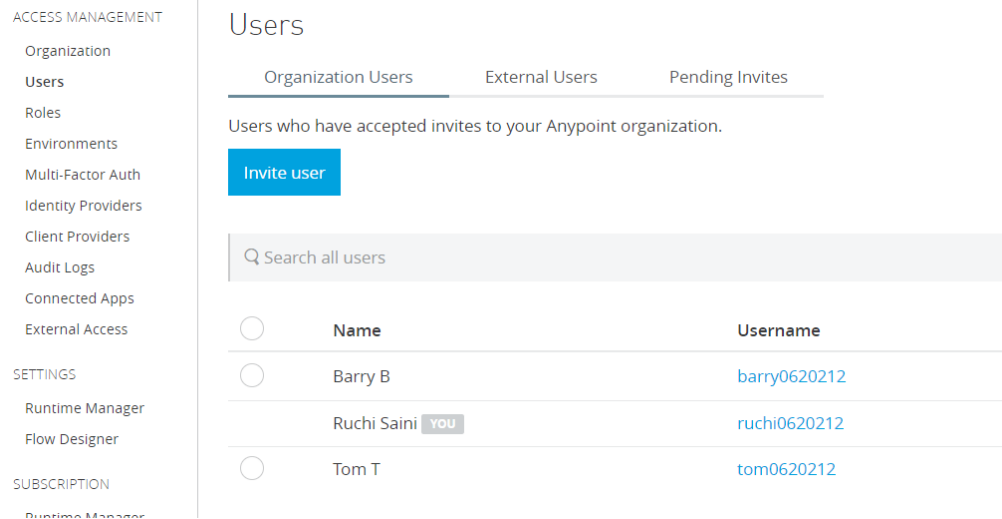 ACCESS MANAGEMENT
Organization
Users
Roles
Environments
Multi-Factor Auth
Identity Providers
Client Providers
Audit Logs
Connected Apps
External Access
SETTINGS
Runtime Manager
Flow Designer
SUBSCRIPTION
Runtime Manager
Users
Organization Users External Users Pending Invites
Users who have accepted invites to your Anypoint organization.
Invite user
Search all users
Name Username
Barry B barry0620212
Ruchi Saini YOU ruchi0620212
Tom T tom0620212